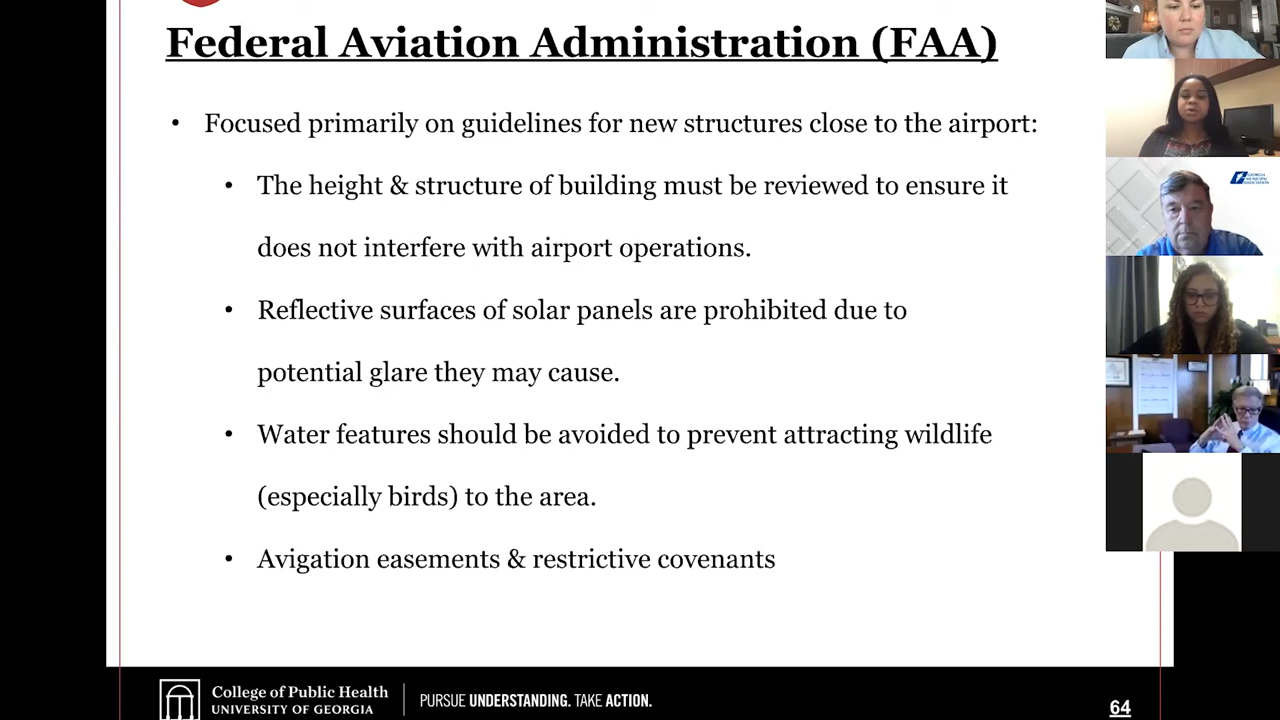 Federal Aviation Administration (FAA)
• Focused primarily on guidelines for new structures close to the airport:
• The height & structure of building must be reviewed to ensure it
does not interfere with airport operations.
• Reflective surfaces of solar panels are prohibited due to
potential glare they may cause.
• Water features should be avoided to prevent attracting wildlife
(especially birds) to the area.
• Avigation easements & restrictive covenants
GEORGIA
MUNICIPAL
ASSOCIATION
College of Public Health
UNIVERSITY OF GEORGIA
PURSUE UNDERSTANDING. TAKE ACTION.
64